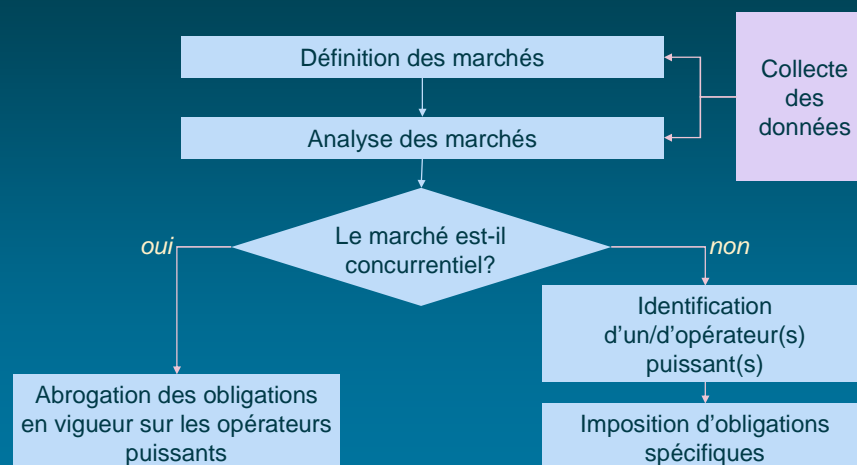 Définition des marchés
Collecte
des
données
Analyse des marchés
Le marché est-il
concurrentiel?
oui
non
Identification
d'un/d'opérateur(s)
puissant(s)
Abrogation des obligations
en vigueur sur les opérateurs
puissants
Imposition d'obligations
spécifiques